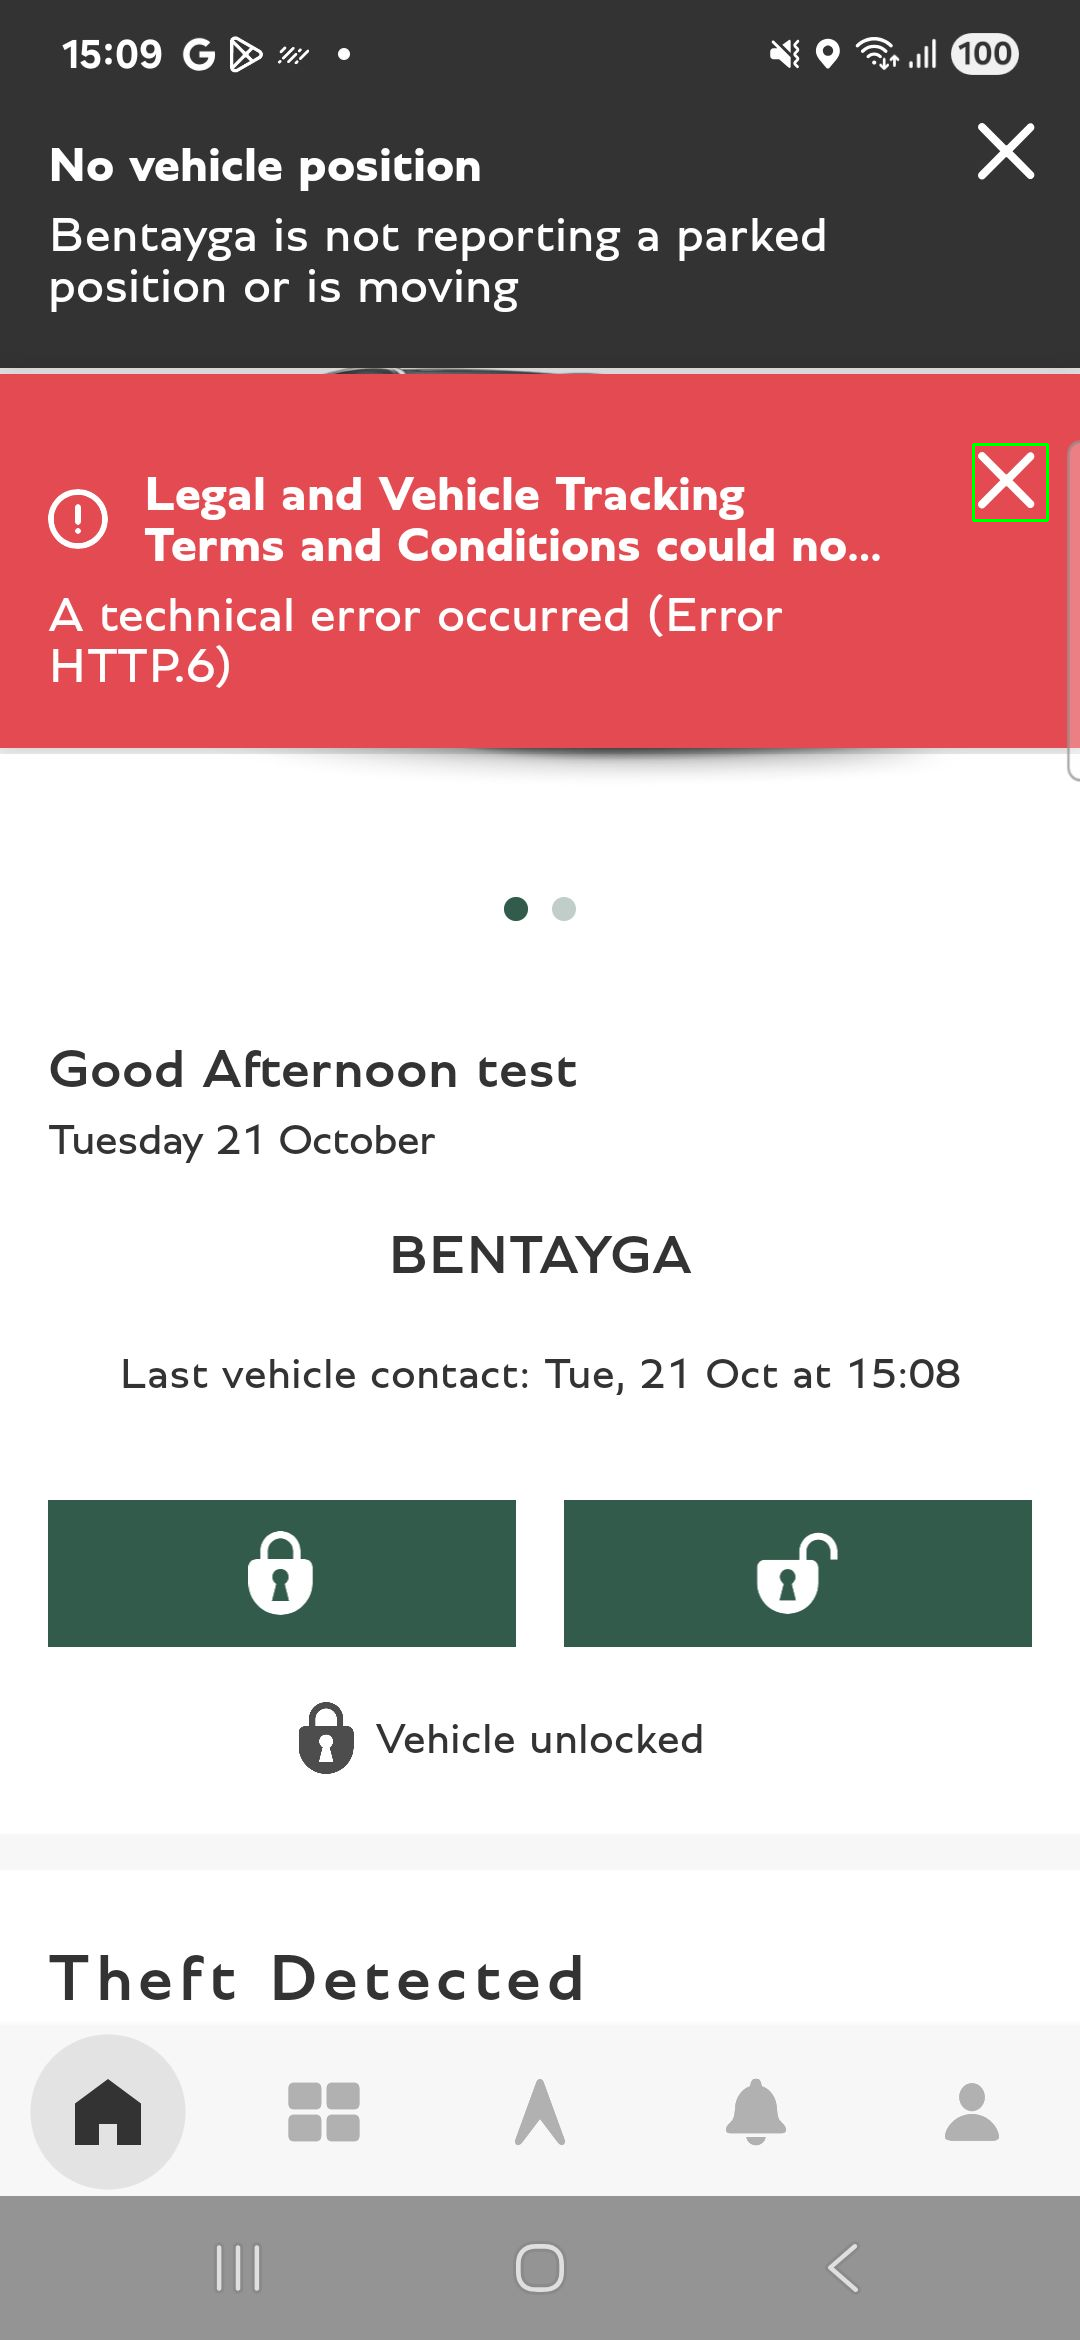 15:09
100
No vehicle position
Bentayga is not reporting a parked
position or is moving
Legal and Vehicle Tracking
Terms and Conditions could no...
A technical error occurred (Error
HTTP.6)
Good Afternoon test
Tuesday 21 October
BENTAYGA
Last vehicle contact: Tue, 21 Oct at 15:08
Vehicle unlocked
Theft Detected